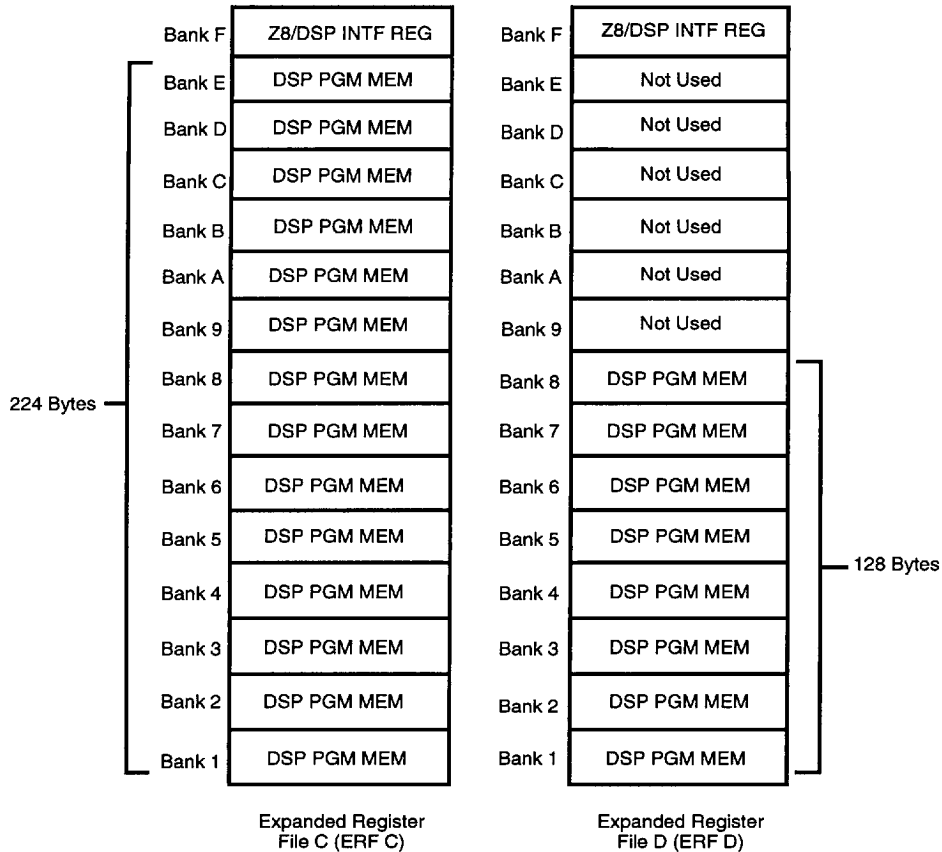 Bank F Z8/DSP INTF REG Bank F Z8/DSP INTF REG
Bank E DSP PGM MEM Bank E Not Used
Bank D DSP PGM MEM Bank D Not Used
Bank C DSP PGM MEM Bank C Not Used
Bank B DSP PGM MEM Bank B Not Used
Bank A DSP PGM MEM Bank A Not Used
Bank 9 DSP PGM MEM Bank 9 Not Used
Bank 8 DSP PGM MEM Bank 8 DSP PGM MEM
224 Bytes
Bank 7 DSP PGM MEM Bank 7 DSP PGM MEM
Bank 6 DSP PGM MEM Bank 6 DSP PGM MEM
Bank 5 DSP PGM MEM Bank 5 DSP PGM MEM
128 Bytes
Bank 4 DSP PGM MEM Bank 4 DSP PGM MEM
Bank 3 DSP PGM MEM Bank 3 DSP PGM MEM
Bank 2 DSP PGM MEM Bank 2 DSP PGM MEM
Bank 1 DSP PGM MEM Bank 1 DSP PGM MEM
Expanded Register
File C (ERF C)
Expanded Register
File D (ERF D)